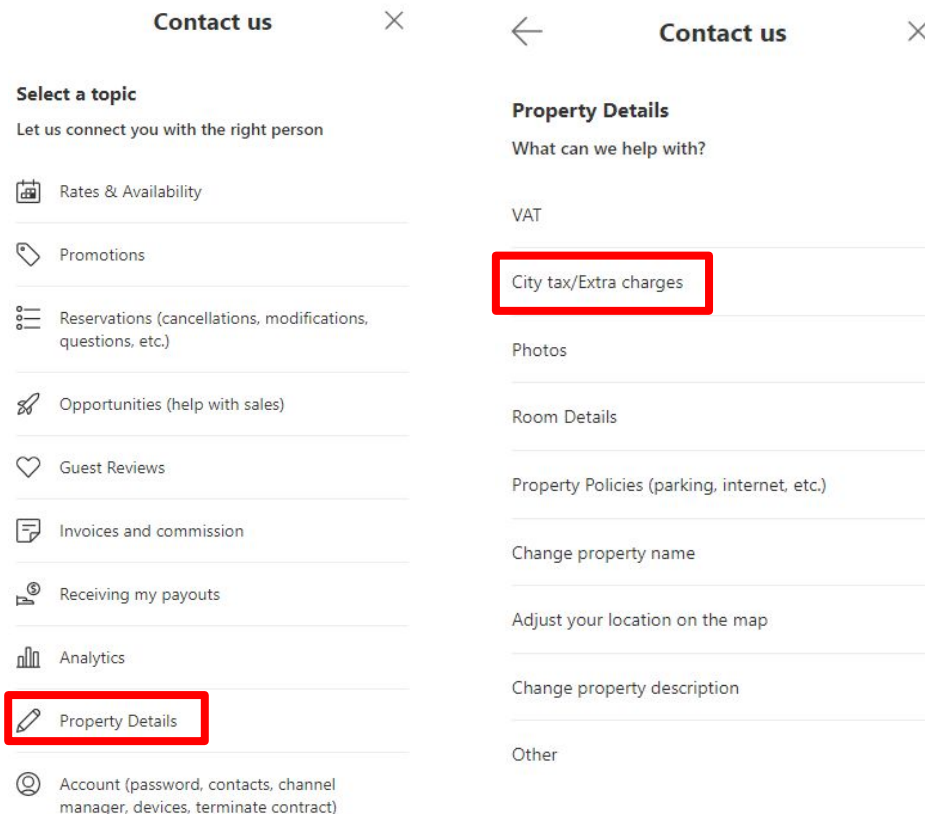 Contact us
Select a topic
Let us connect you with the right person
Rates & Availability
Promotions
Reservations (cancellations, modifications,
questions, etc.)
Opportunities (help with sales)
Guest Reviews
Invoices and commission
Receiving my payouts
Analytics
Property Details
Account (password, contacts, channel
manager, devices, terminate contract)
Contact us
Property Details
What can we help with?
VAT
City tax/Extra charges
Photos
Room Details
Property Policies (parking, internet, etc.)
Change property name
Adjust your location on the map
Change property description
Other